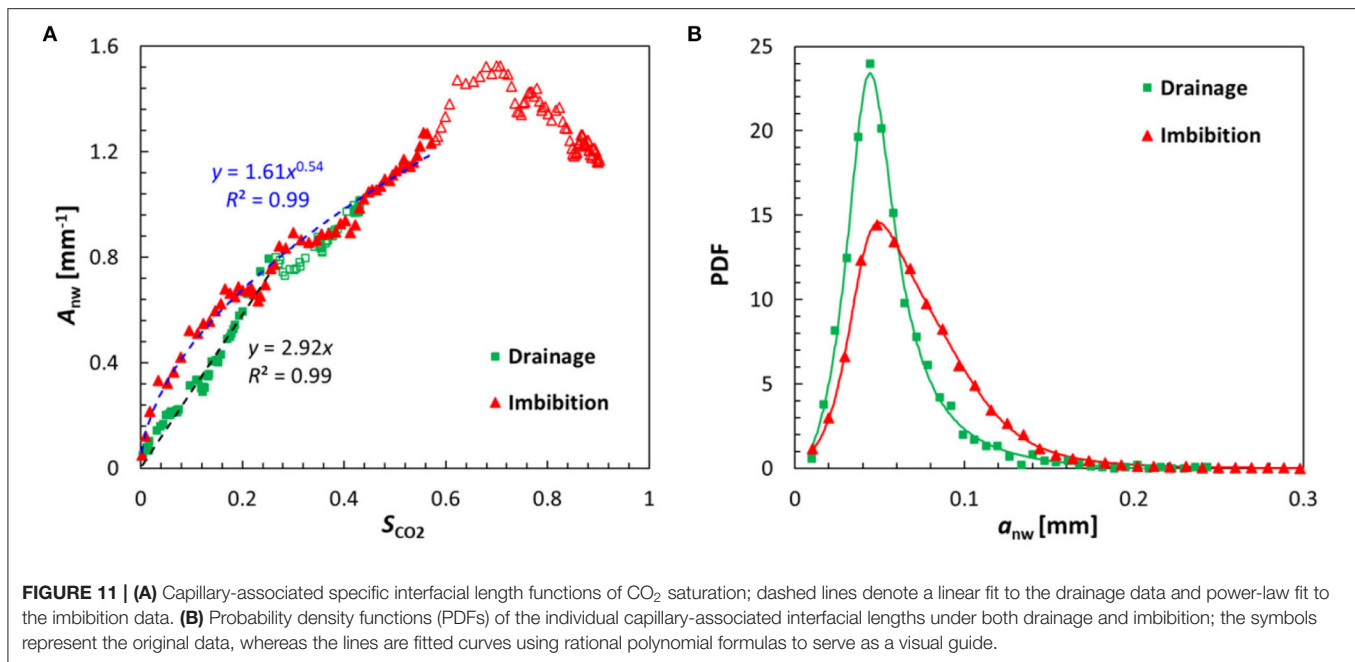 A
1.6
1.2
0.8
0.4
0
0
0.2
0.4
0.6
0.8
1
A_nw [mm⁻¹]
S_CO2
y = 1.61x^0.54
R² = 0.99
y = 2.92x
R² = 0.99
Drainage
Imbibition
B
25
20
15
10
5
0
0
0.1
0.2
0.3
PDF
a_nw [mm]
Drainage
Imbibition
FIGURE 11 | (A) Capillary-associated specific interfacial length functions of CO₂ saturation; dashed lines denote a linear fit to the drainage data and power-law fit to
the imbibition data. (B) Probability density functions (PDFs) of the individual capillary-associated interfacial lengths under both drainage and imbibition; the symbols
represent the original data, whereas the lines are fitted curves using rational polynomial formulas to serve as a visual guide.